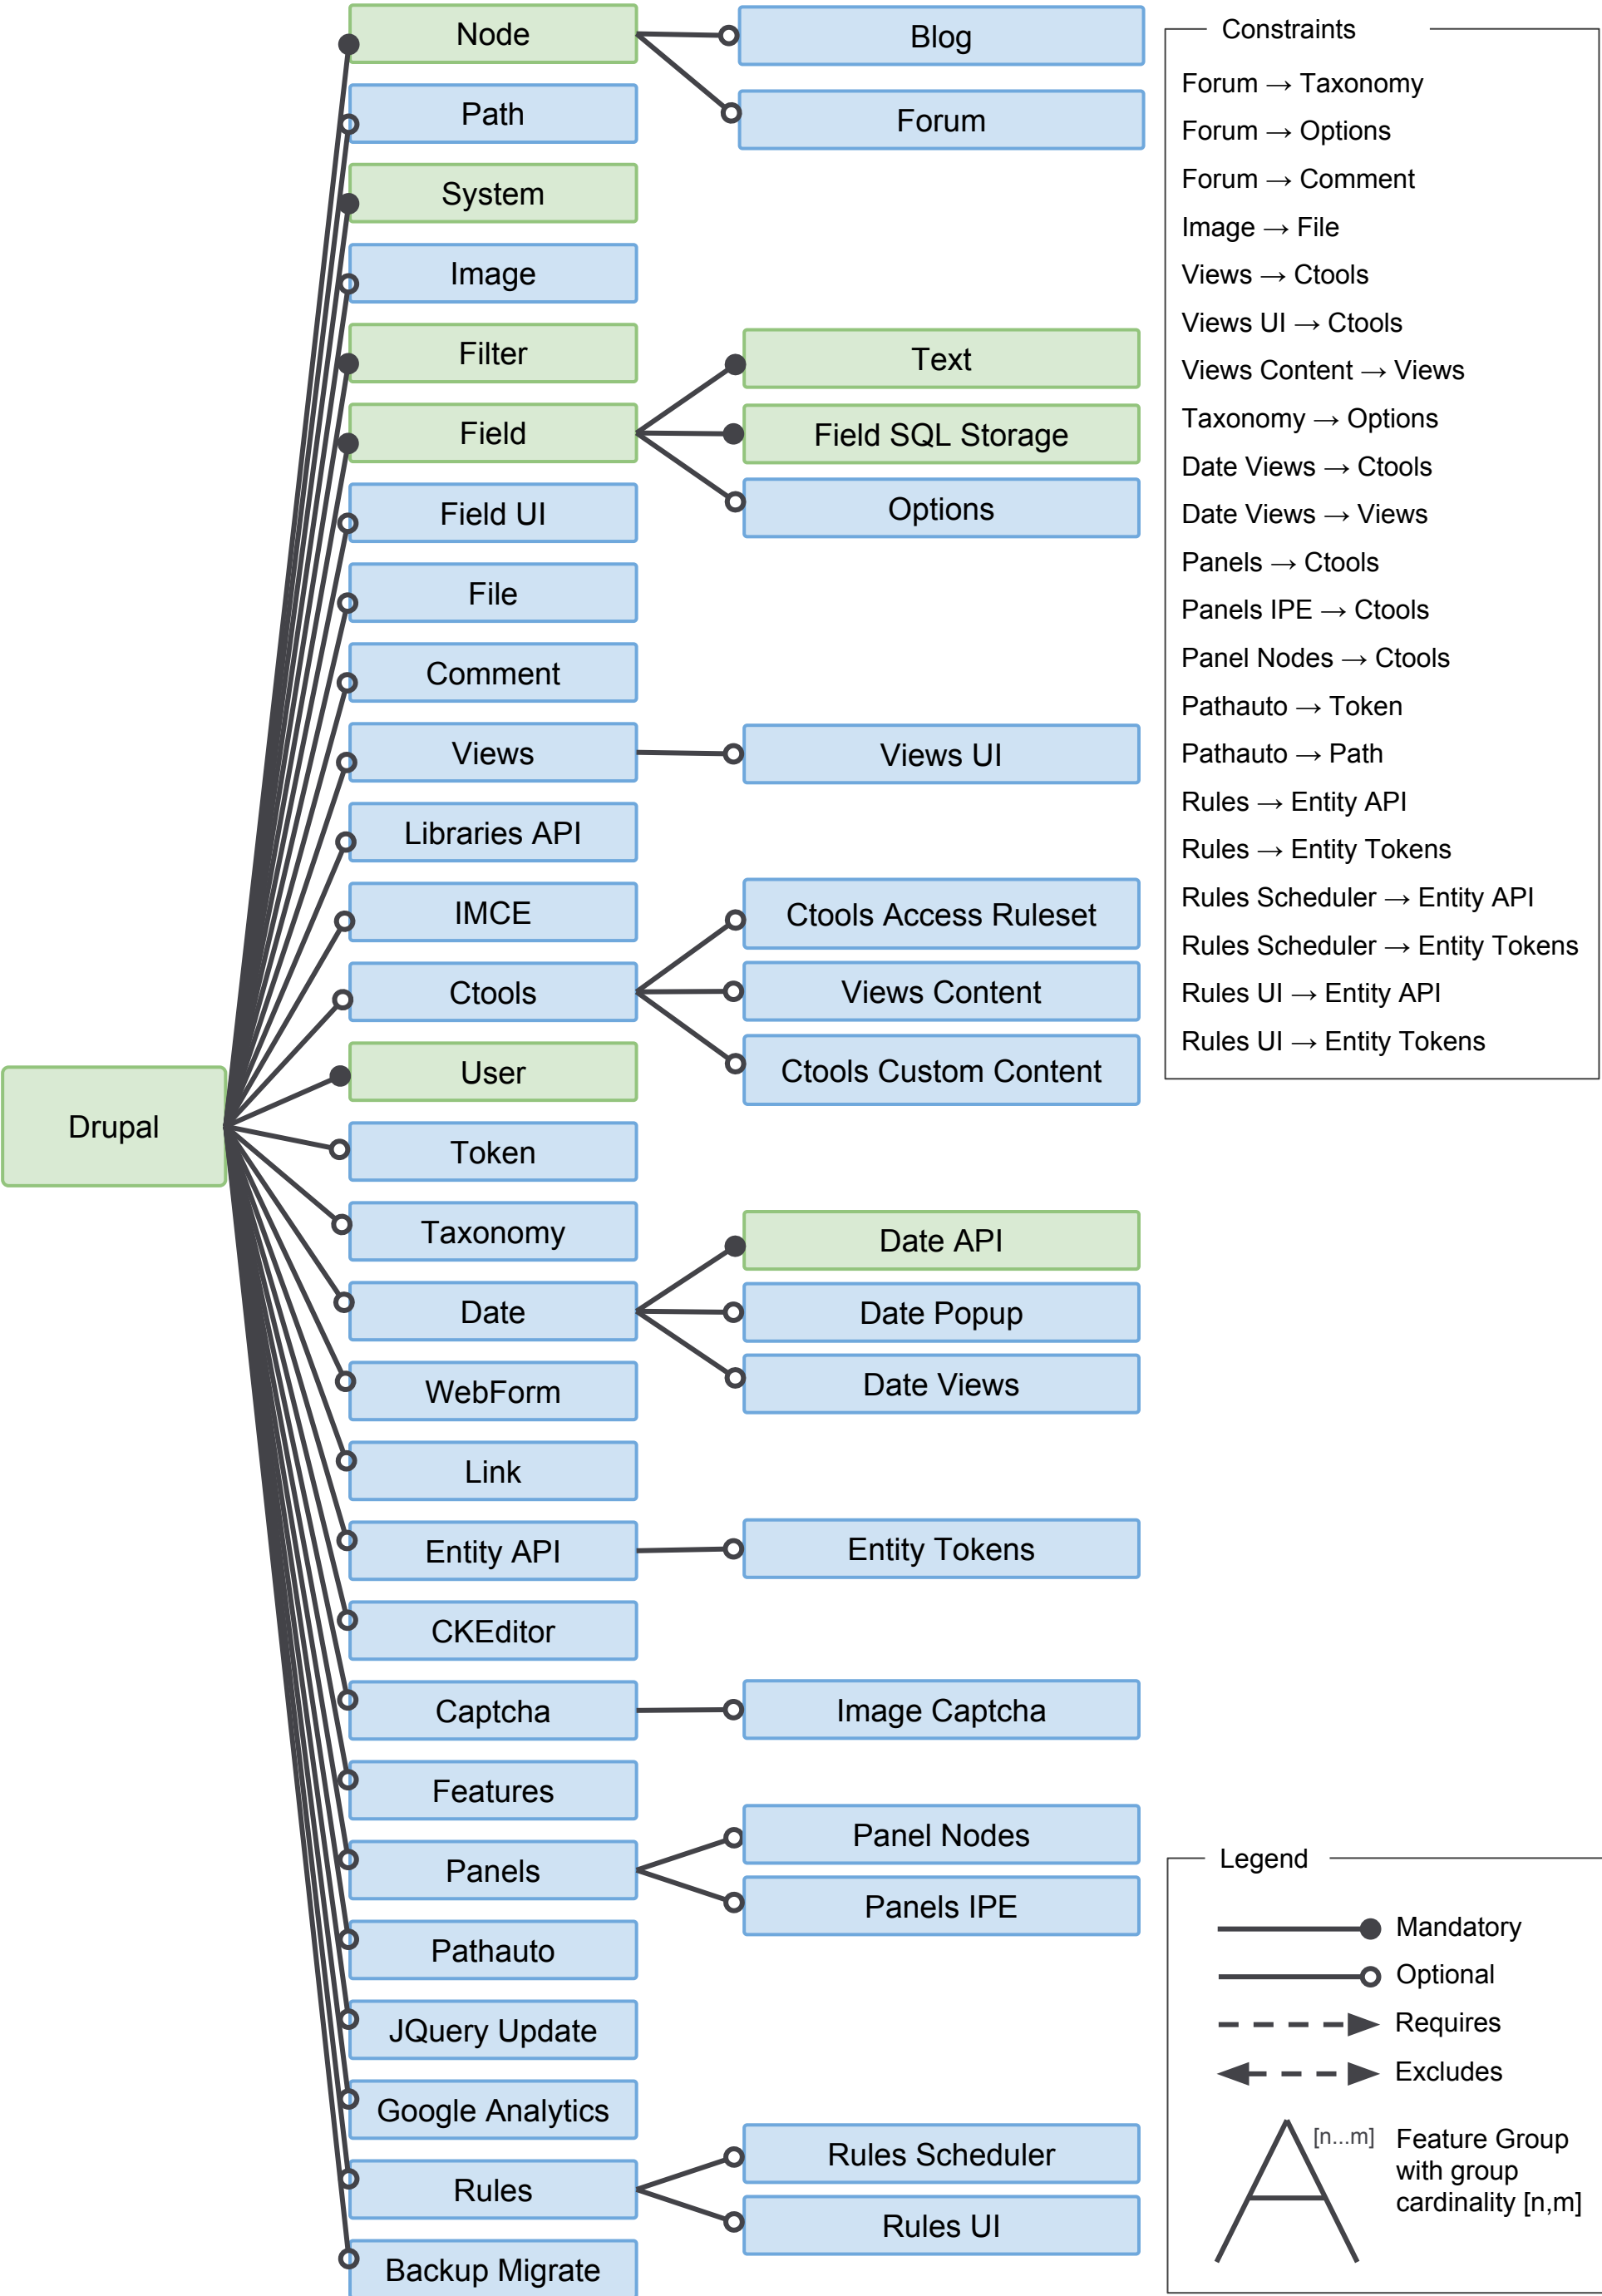 Node
Blog
Forum
Path
System
Image
Filter
Field
Text
Field SQL Storage
Options
Field UI
File
Comment
Views
Views UI
Libraries API
IMCE
Ctools
Ctools Access Ruleset
Views Content
Ctools Custom Content
User
Drupal
Token
Taxonomy
Date
Date API
Date Popup
Date Views
WebForm
Link
Entity API
Entity Tokens
CKEditor
Captcha
Image Captcha
Features
Panels
Panel Nodes
Panels IPE
Pathauto
JQuery Update
Google Analytics
Rules
Rules Scheduler
Rules UI
Backup Migrate
Constraints
Forum → Taxonomy
Forum → Options
Forum → Comment
Image → File
Views → Ctools
Views UI → Ctools
Views Content → Views
Taxonomy → Options
Date Views → Ctools
Date Views → Views
Panels → Ctools
Panels IPE → Ctools
Panel Nodes → Ctools
Pathauto → Token
Pathauto → Path
Rules → Entity API
Rules → Entity Tokens
Rules Scheduler → Entity API
Rules Scheduler → Entity Tokens
Rules UI → Entity API
Rules UI → Entity Tokens
Legend
Mandatory
Optional
Requires
Excludes
[n...m]
Feature Group
with group
cardinality [n,m]